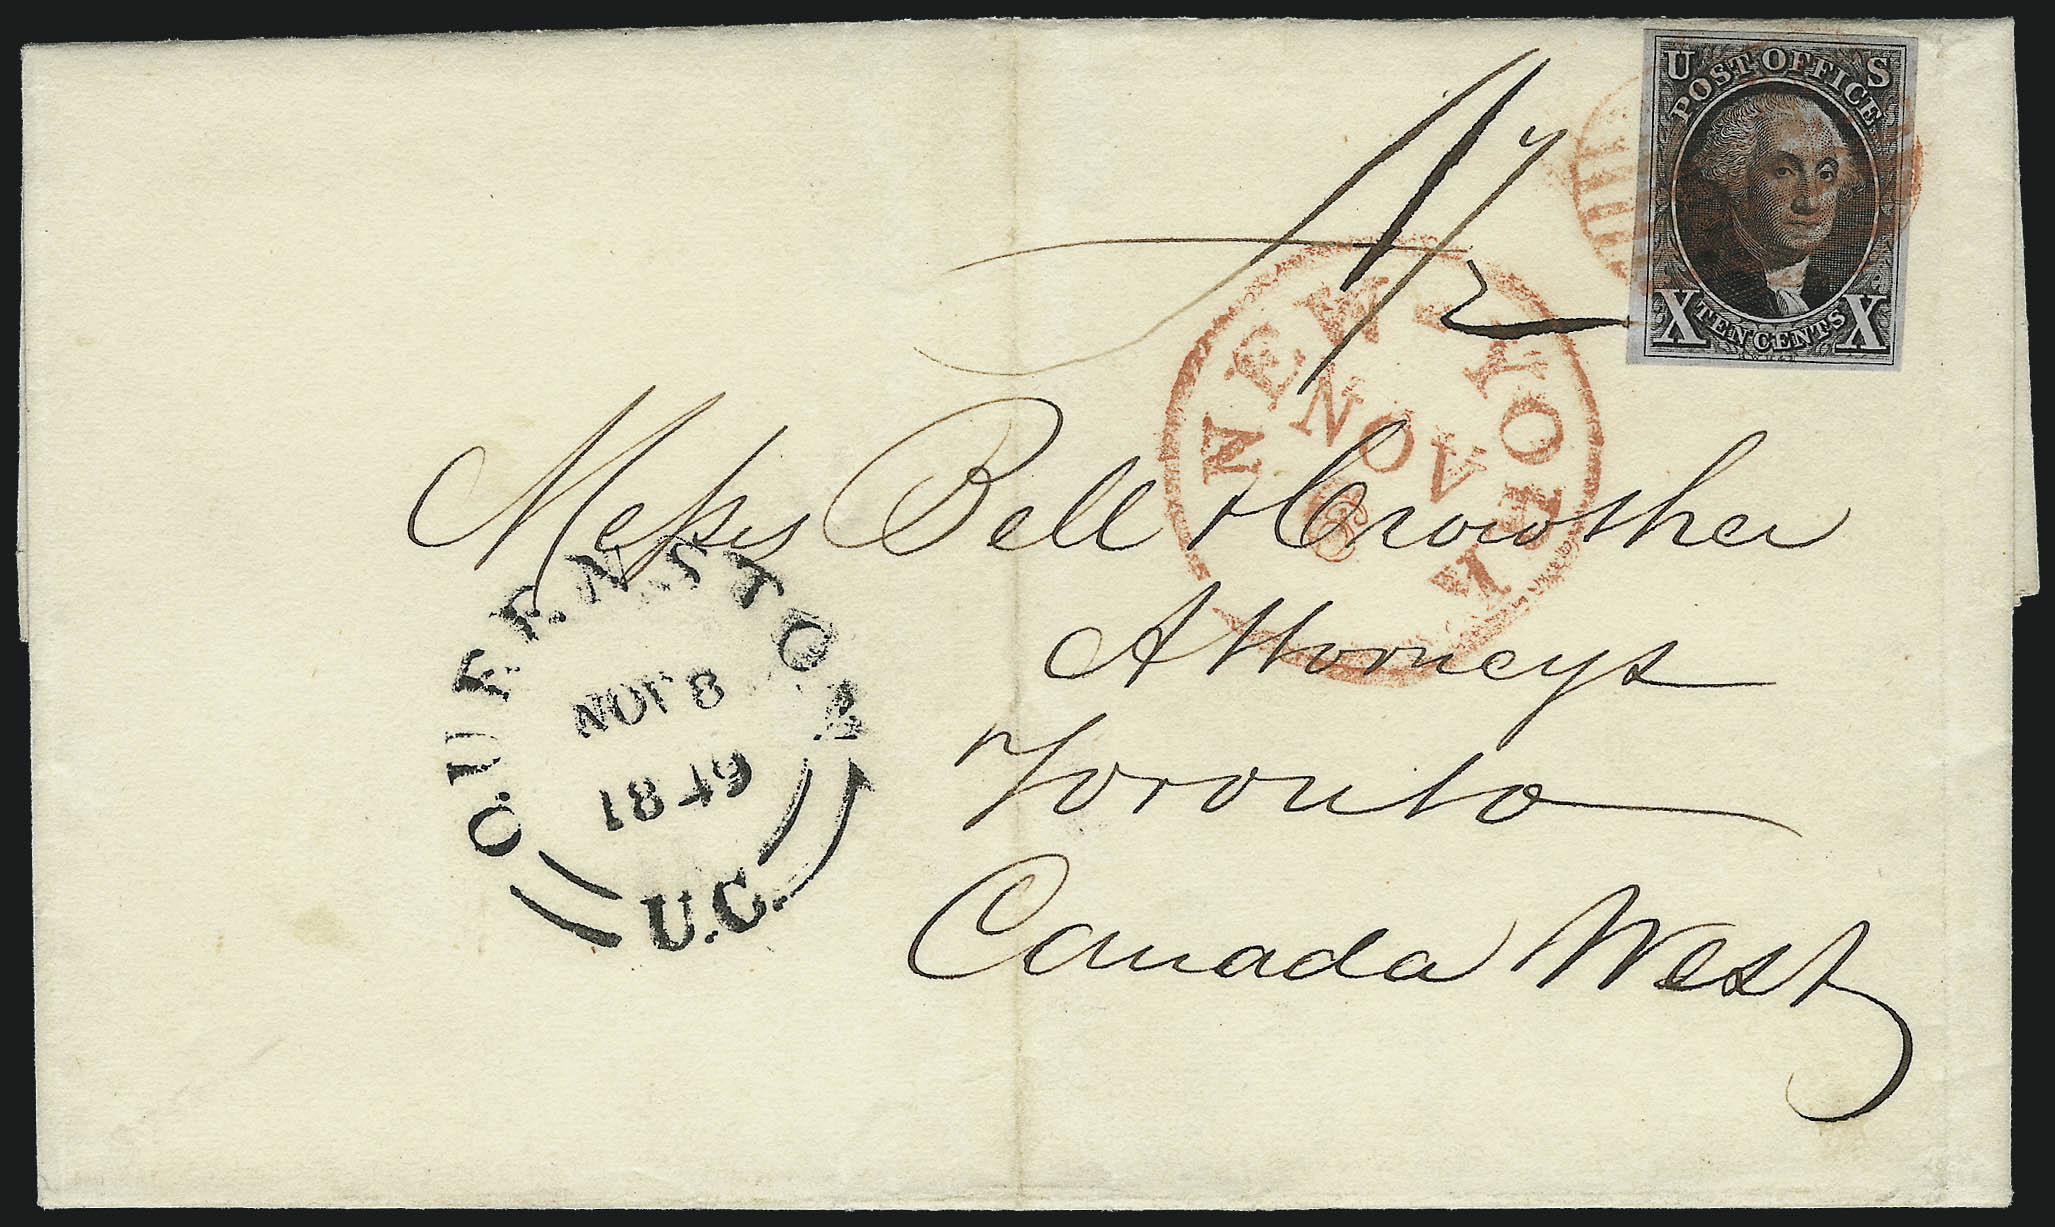 U S
POST OFFICE
X TEN CENTS X
1/2
NEW YORK
NOV
Messrs Bell & Crowther
Attorneys
Toronto
Canada West
QUEENSTON
NOV 8
1849
U.C.